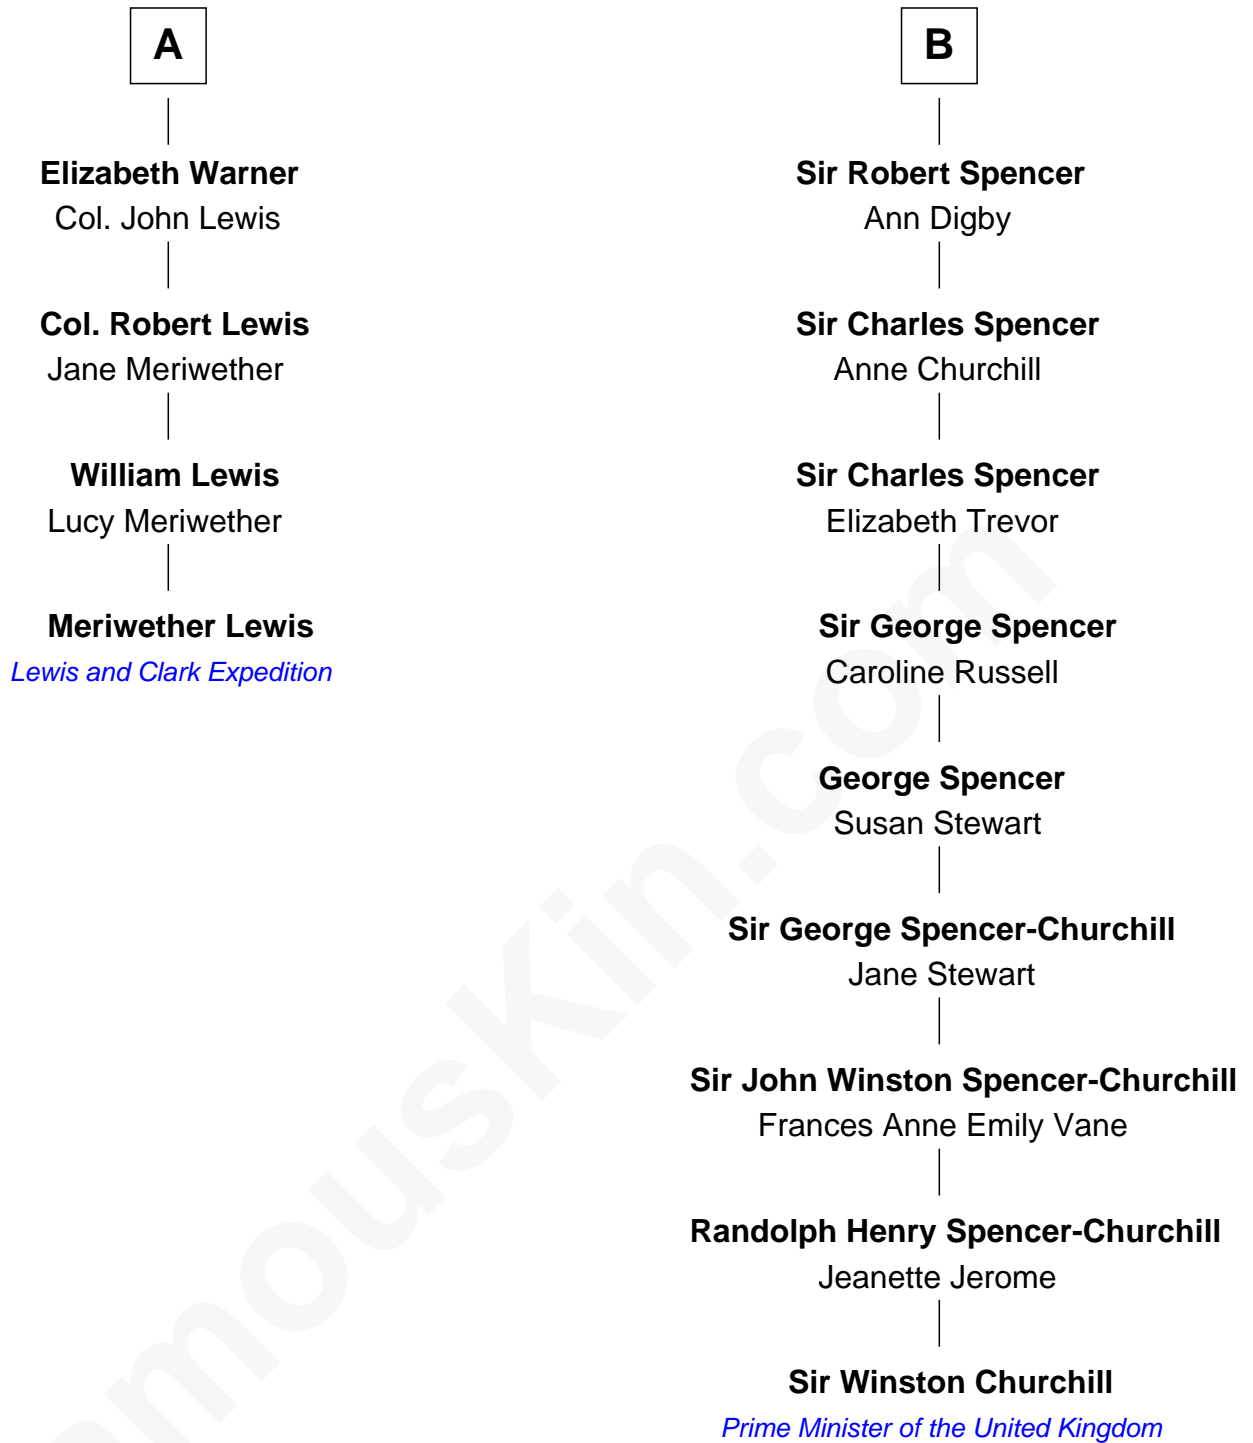 A
Elizabeth Warner
Col. John Lewis
Col. Robert Lewis
Jane Meriwether
William Lewis
Lucy Meriwether
Meriwether Lewis
Lewis and Clark Expedition
B
Sir Robert Spencer
Ann Digby
Sir Charles Spencer
Anne Churchill
Sir Charles Spencer
Elizabeth Trevor
Sir George Spencer
Caroline Russell
George Spencer
Susan Stewart
Sir George Spencer-Churchill
Jane Stewart
Sir John Winston Spencer-Churchill
Frances Anne Emily Vane
Randolph Henry Spencer-Churchill
Jeanette Jerome
Sir Winston Churchill
Prime Minister of the United Kingdom
amouskin.com